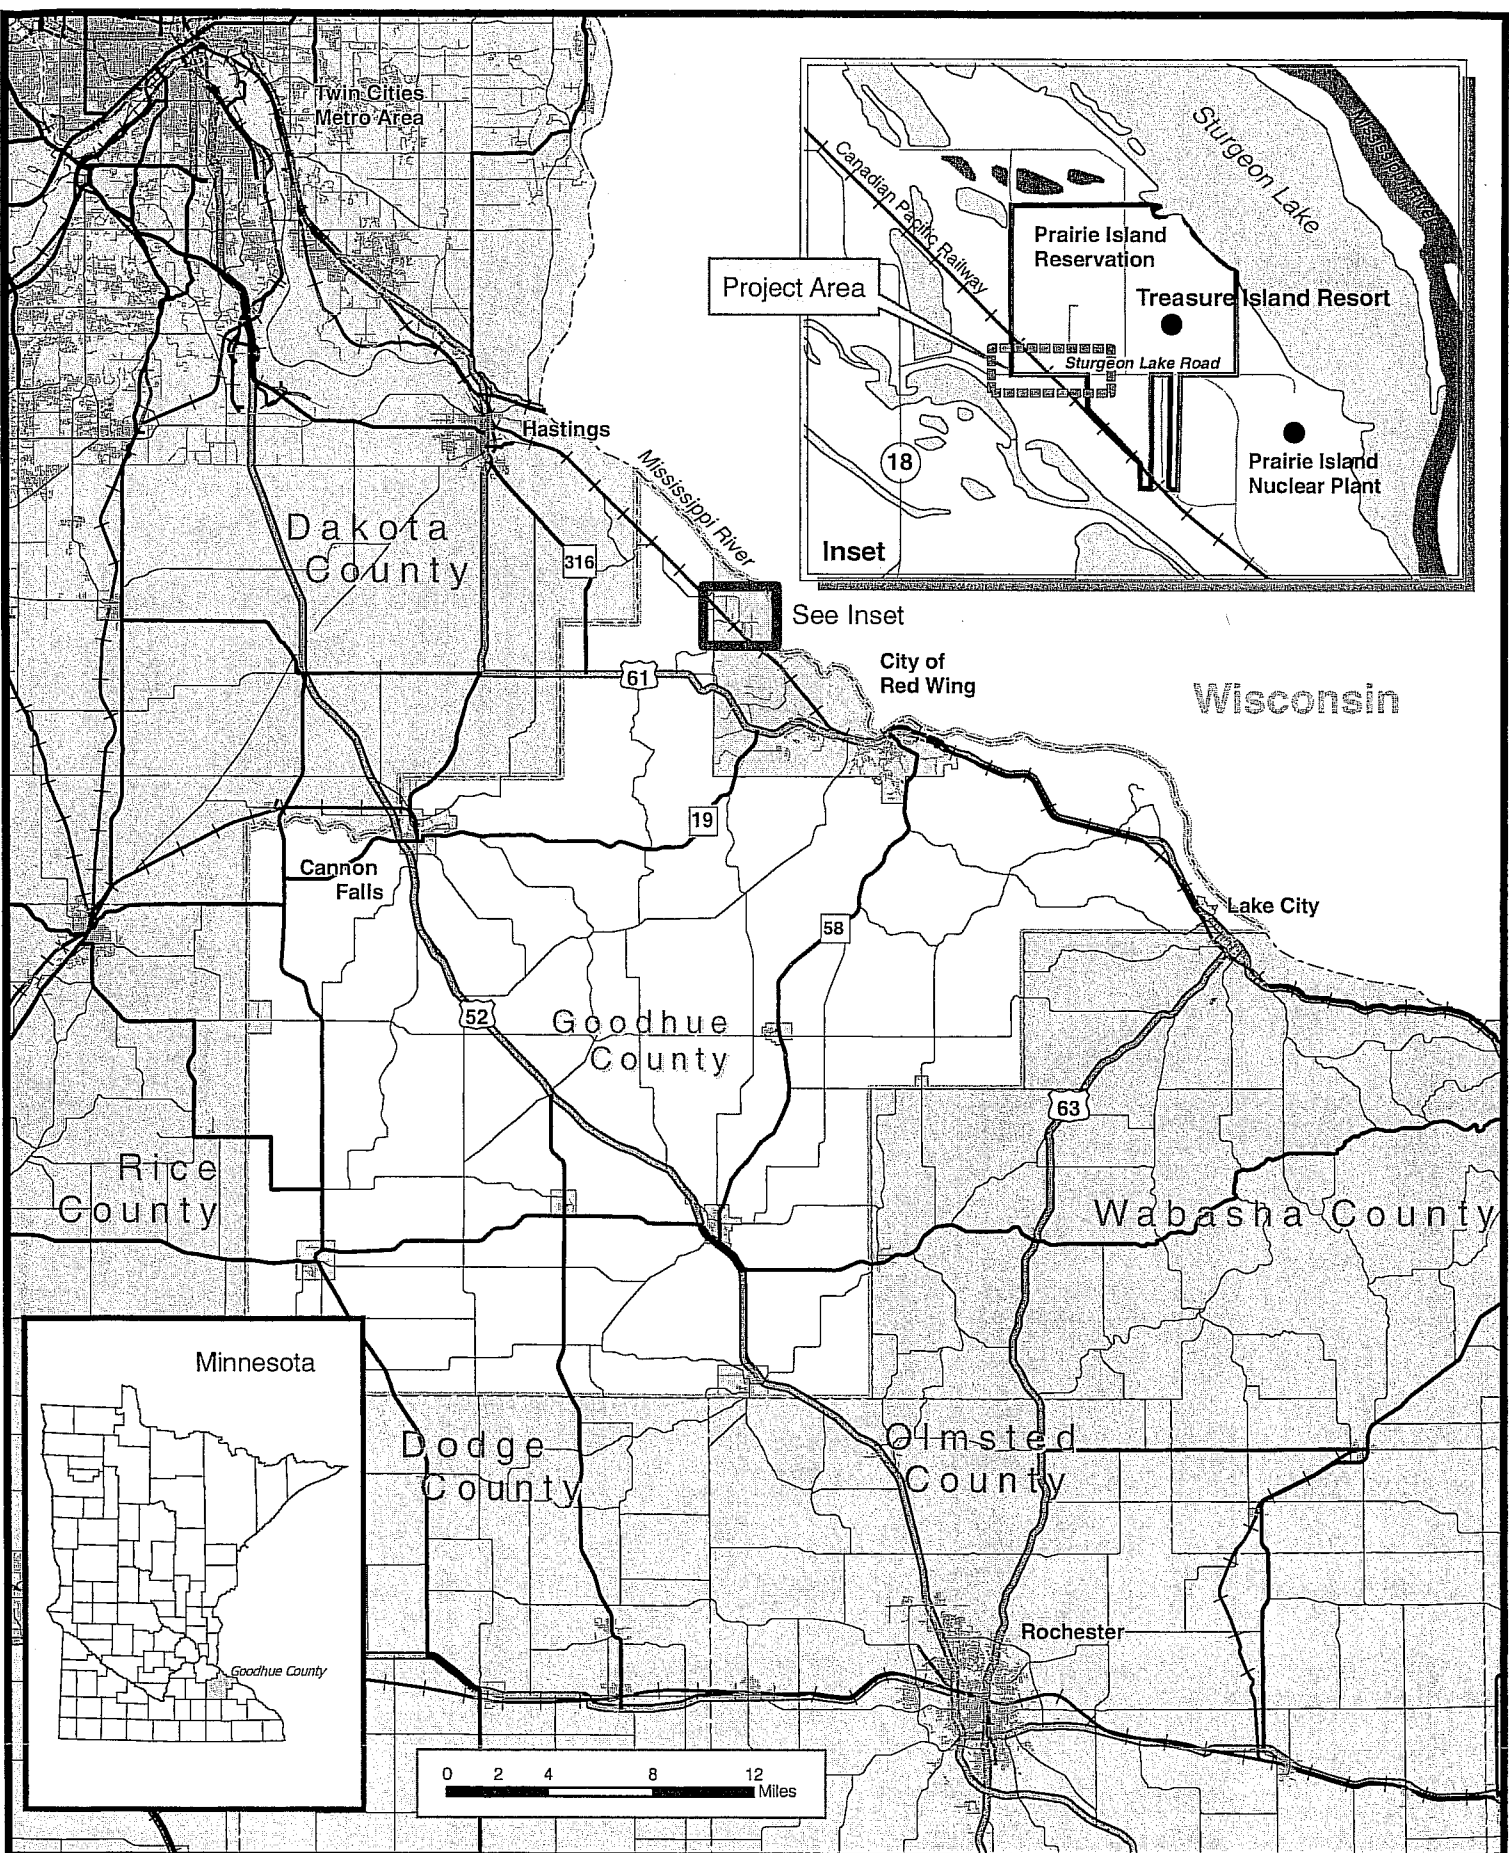 Twin Cities
Metro Area
Sturgeon Lake
Mississippi River
Canadian Pacific Railway
Prairie Island
Reservation
Project Area
Treasure Island Resort
Sturgeon Lake Road
18
Prairie Island
Nuclear Plant
Inset
Hastings
Mississippi River
Dakota
County
316
See Inset
61
City of
Red Wing
Wisconsin
19
Cannon
Falls
Lake City
58
52
Goodhue
County
63
Rice
County
Wabasha County
Minnesota
Goodhue County
Dodge
County
Olmsted
County
Rochester
0 2 4 8 12
Miles